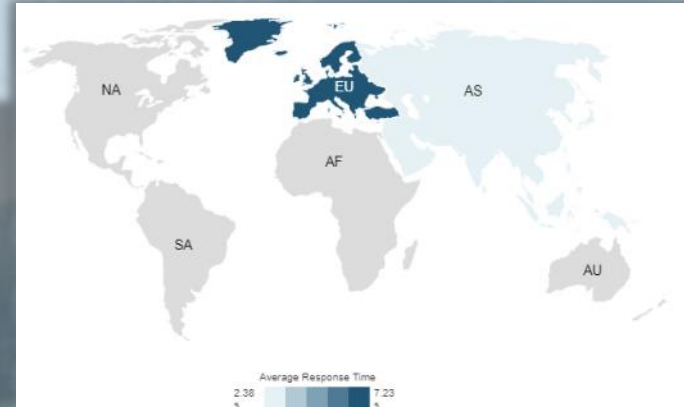 NA
EU
AS
AF
SA
AU
Average Response Time
2.38 7.23
s s